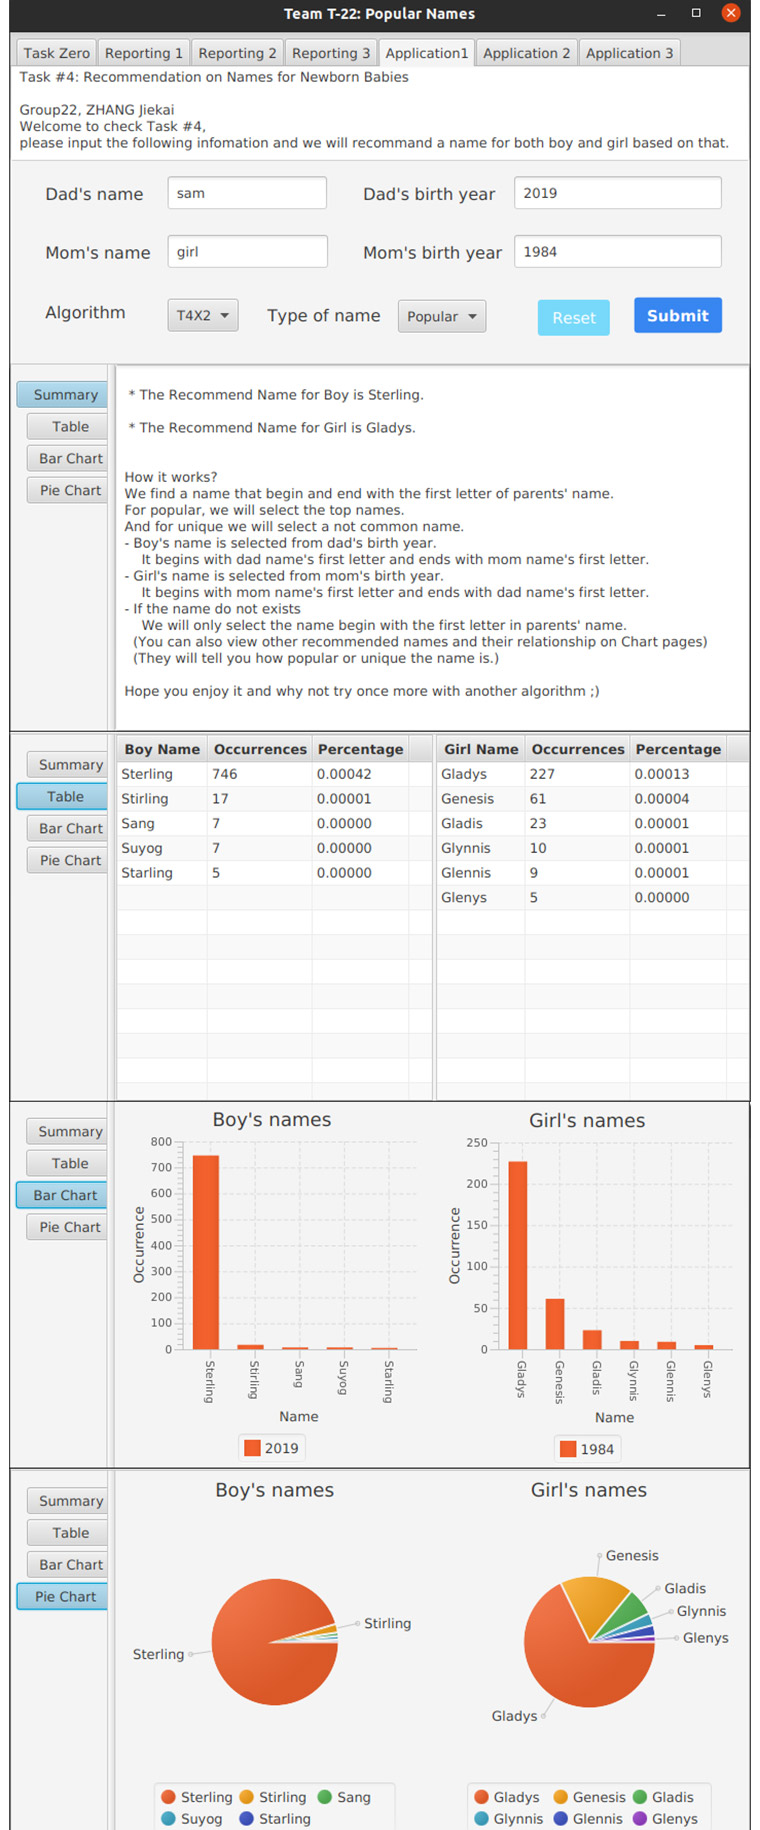 Team T-22: Popular Names
Task Zero Reporting 1 Reporting 2 Reporting 3 Application1 Application 2 Application 3
Task #4: Recommendation on Names for Newborn Babies
Group22, ZHANG Jiekai
Welcome to check Task #4,
please input the following infomation and we will recommand a name for both boy and girl based on that.
Dad's name sam Dad's birth year 2019
Mom's name girl Mom's birth year 1984
Algorithm T4X2 Type of name Popular Reset Submit
Summary
Table
Bar Chart
Pie Chart
* The Recommend Name for Boy is Sterling.
* The Recommend Name for Girl is Gladys.
How it works?
We find a name that begin and end with the first letter of parents' name.
For popular, we will select the top names.
And for unique we will select a not common name.
- Boy's name is selected from dad's birth year.
It begins with dad name's first letter and ends with mom name's first letter.
- Girl's name is selected from mom's birth year.
It begins with mom name's first letter and ends with dad name's first letter.
- If the name do not exists
We will only select the name begin with the first letter in parents' name.
(You can also view other recommended names and their relationship on Chart pages)
(They will tell you how popular or unique the name is.)
Hope you enjoy it and why not try once more with another algorithm ;)
Summary
Table
Bar Chart
Pie Chart
Boy Name Occurrences Percentage
Sterling 746 0.00042
Stirling 17 0.00001
Sang 7 0.00000
Suyog 7 0.00000
Starling 5 0.00000
Girl Name Occurrences Percentage
Gladys 227 0.00013
Genesis 61 0.00004
Gladis 23 0.00001
Glynnis 10 0.00001
Glennis 9 0.00001
Glenys 5 0.00000
Summary
Table
Bar Chart
Pie Chart
Boy's names
Occurrence
800
700
600
500
400
300
200
100
0
Sterling
Stirling
Sang
Suyog
Starling
Name
2019
Girl's names
Occurrence
250
200
150
100
50
0
Gladys
Genesis
Gladis
Glynnis
Glennis
Glenys
Name
1984
Summary
Table
Bar Chart
Pie Chart
Boy's names
Stirling
Sterling
Sterling Stirling Sang
Suyog Starling
Girl's names
Genesis
Gladis
Glynnis
Glenys
Gladys
Gladys Genesis Gladis
Glynnis Glennis Glenys